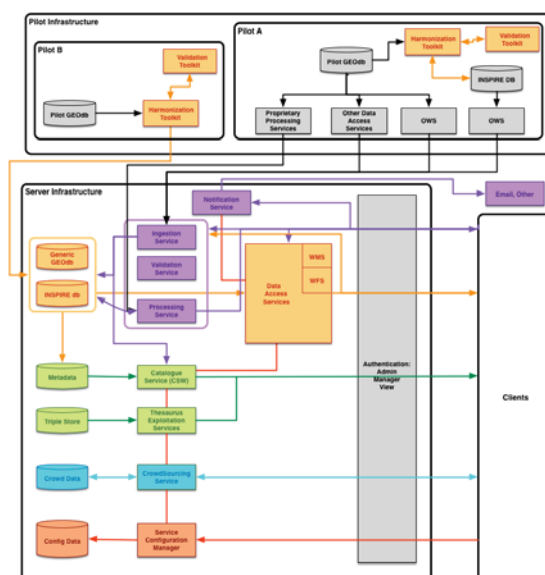 Pilot Infrastructure
Pilot B
Validation
Toolkit
Pilot GEOdb
Harmonization
Toolkit
Pilot A
Harmonization
Toolkit
Validation
Toolkit
Pilot GEOdb
INSPIRE DB
Proprietary
Processing
Services
Other Data
Access
Services
OWS
OWS
Server Infrastructure
Notification
Service
Email, Other
Ingestion
Service
Generic
GEOdb
Validation
Service
WMS
WFS
INSPIRE db
Data
Access
Services
Processing
Service
Authentication:
Admin
Manager
View
Metadata
Catalogue
Service (CSW)
Clients
Triple Store
Thesaurus
Exploitation
Services
Crowd Data
CrowdSourcing
Service
Config Data
Service
Configuration
Manager